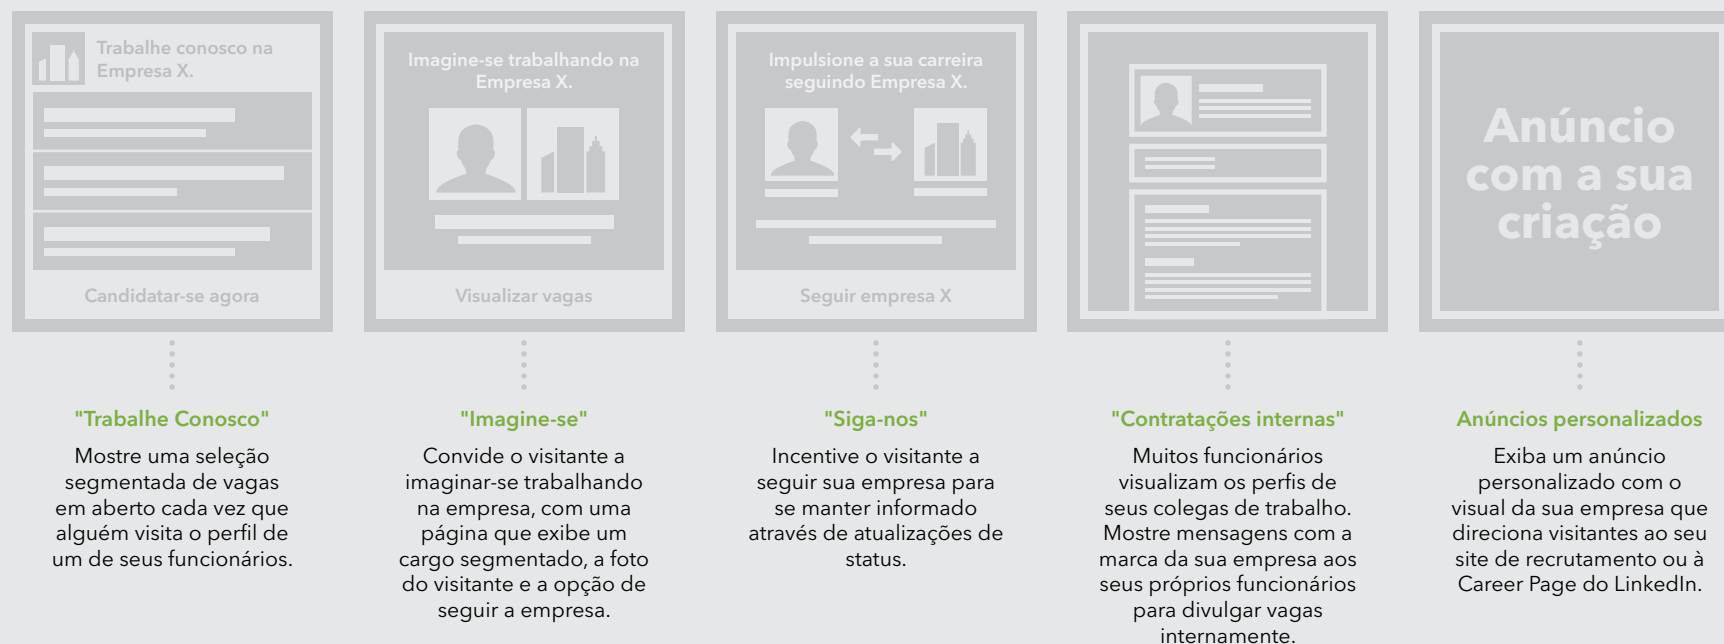 Trabalhe conosco na
Empresa X.
Candidatar-se agora
"Trabalhe Conosco"
Mostre uma seleção
segmentada de vagas
em aberto cada vez que
alguém visita o perfil de
um de seus funcionários.
Imagine-se trabalhando na
Empresa X.
Visualizar vagas
"Imagine-se"
Convide o visitante a
imaginar-se trabalhando
na empresa, com uma
página que exibe um
cargo segmentado, a foto
do visitante e a opção de
seguir a empresa.
Impulsione a sua carreira
seguindo Empresa X.
Seguir empresa X
"Siga-nos"
Incentive o visitante a
seguir sua empresa para
se manter informado
através de atualizações de
status.
"Contratações internas"
Muitos funcionários
visualizam os perfis de
seus colegas de trabalho.
Mostre mensagens com a
marca da sua empresa aos
seus próprios funcionários
para divulgar vagas
internamente.
Anúncio
com a sua
criação
Anúncios personalizados
Exiba um anúncio
personalizado com o
visual da sua empresa que
direciona visitantes ao seu
site de recrutamento ou à
Career Page do LinkedIn.